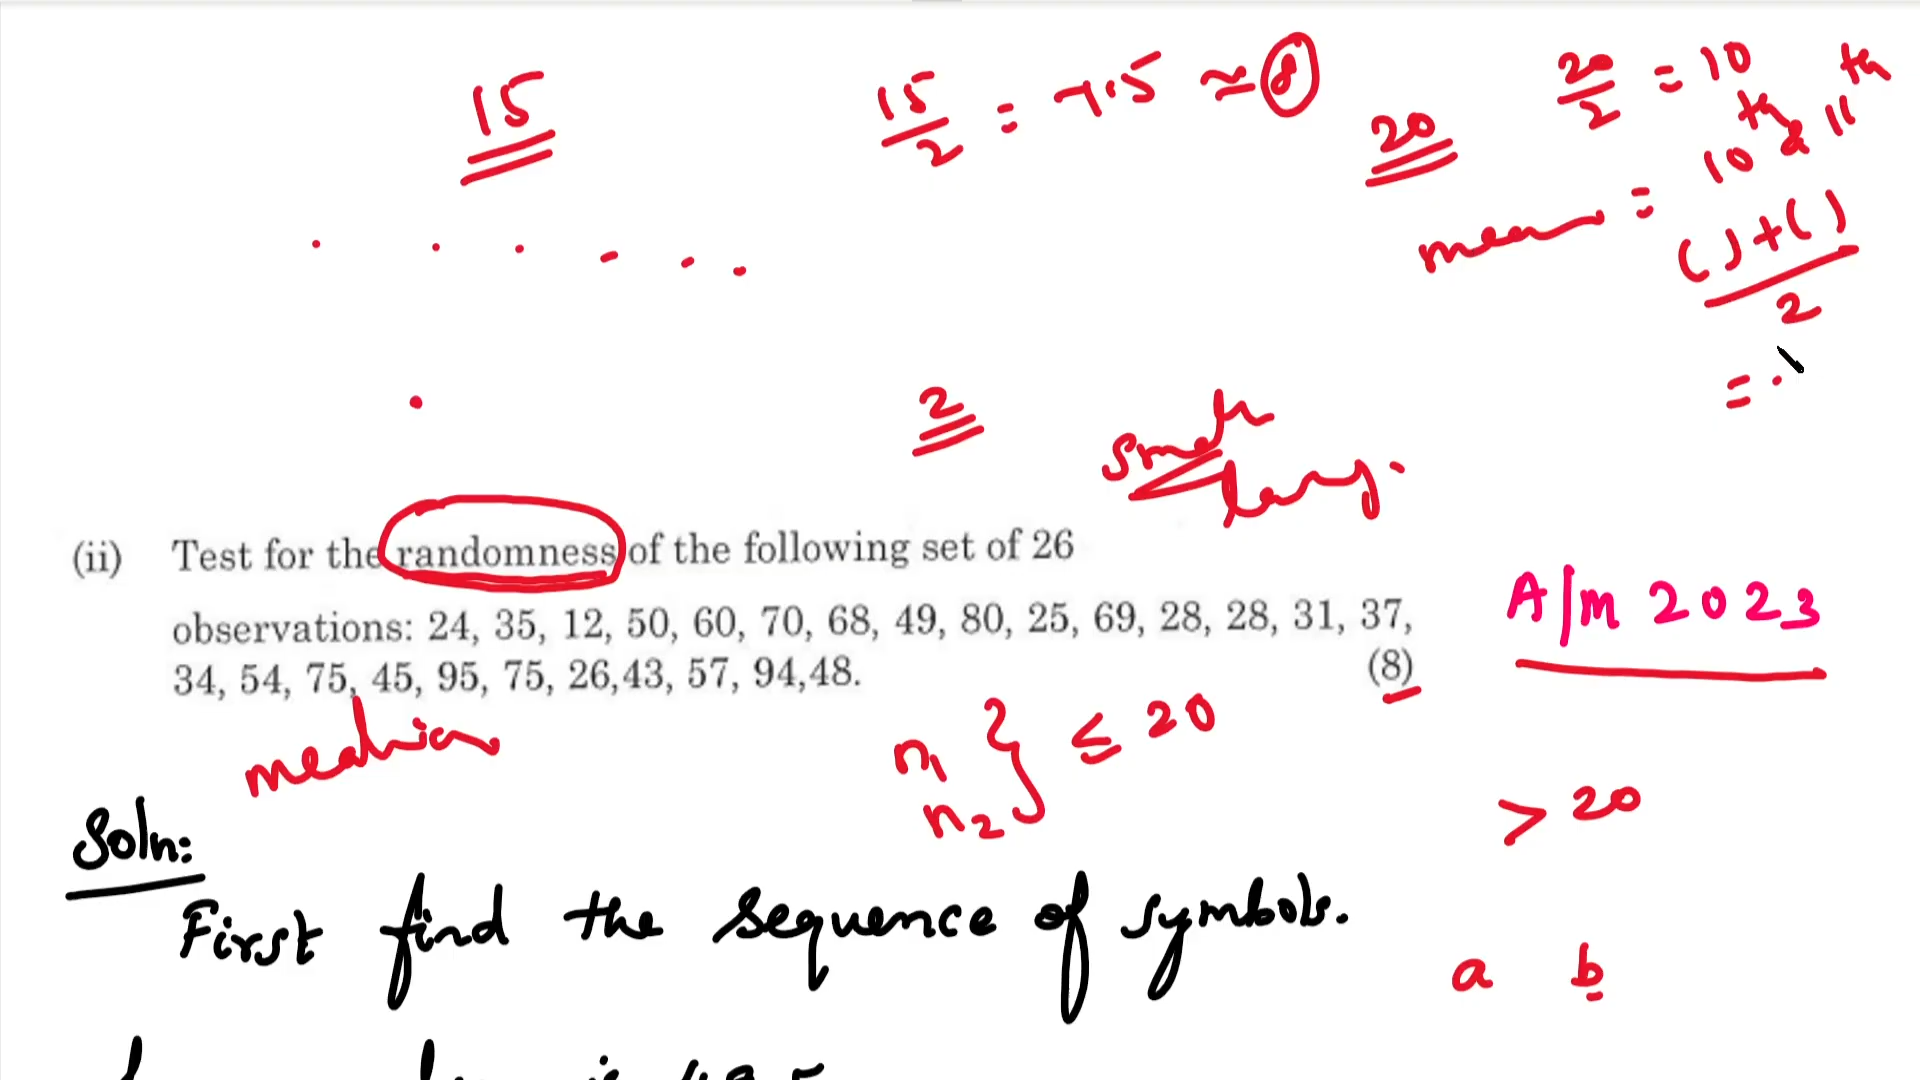 15
15/2 = 7.5 ≈ 8
20
20/2 = 10
10th & 11th
mean =
( ) + ( )
2
=
2
small
large
(ii) Test for the randomness of the following set of 26
observations: 24, 35, 12, 50, 60, 70, 68, 49, 80, 25, 69, 28, 28, 31, 37,
34, 54, 75, 45, 95, 75, 26,43, 57, 94,48.
(8)
A/M 2023
median
n1
n2 } ≤ 20
> 20
Soln:
First find the sequence of symbols.
a b